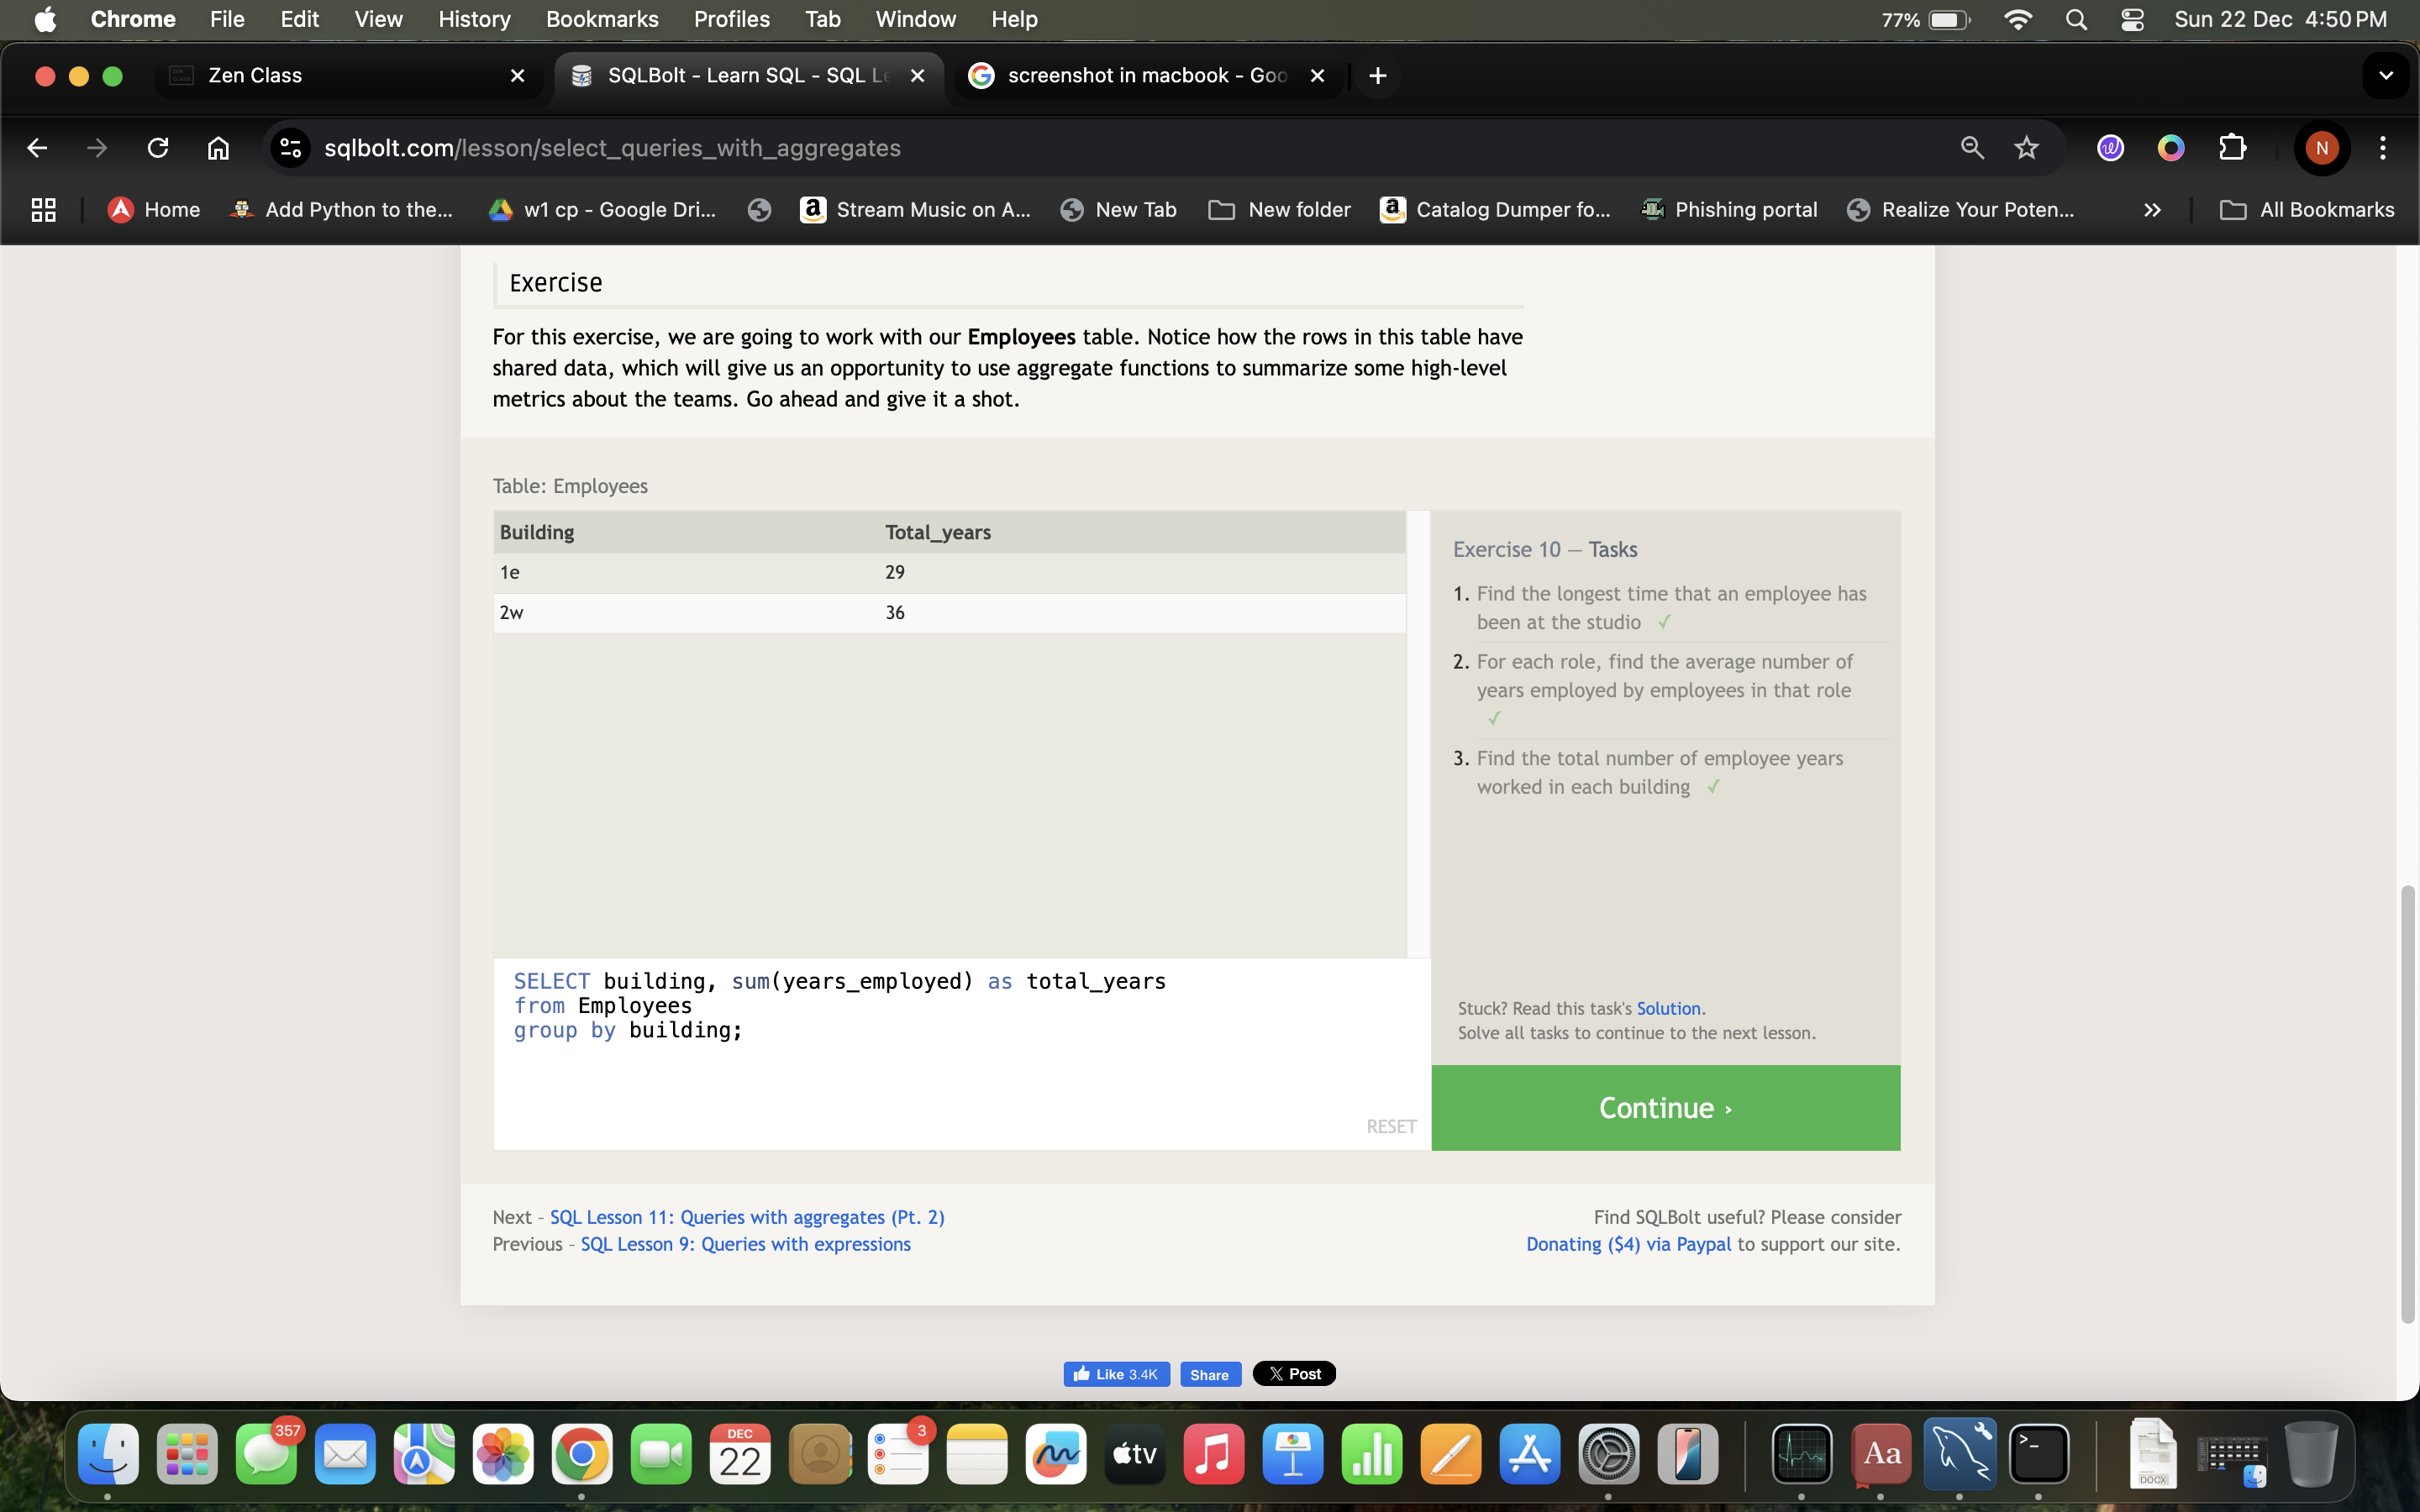 Chrome File Edit View History Bookmarks Profiles Tab Window Help 77% Sun 22 Dec 4:50 PM
Zen Class SQLBolt - Learn SQL - SQL Le screenshot in macbook - Goo
sqlbolt.com/lesson/select_queries_with_aggregates N
Home Add Python to the... w1 cp - Google Dri... Stream Music on A... New Tab New folder Catalog Dumper fo... Phishing portal Realize Your Poten... All Bookmarks
Exercise
For this exercise, we are going to work with our Employees table. Notice how the rows in this table have
shared data, which will give us an opportunity to use aggregate functions to summarize some high-level
metrics about the teams. Go ahead and give it a shot.
Table: Employees
Building Total_years
1e 29
2w 36
SELECT building, sum(years_employed) as total_years
from Employees
group by building;
RESET
Exercise 10 — Tasks
1. Find the longest time that an employee has
been at the studio ✓
2. For each role, find the average number of
years employed by employees in that role
✓
3. Find the total number of employee years
worked in each building ✓
Stuck? Read this task's Solution.
Solve all tasks to continue to the next lesson.
Continue ›
Next - SQL Lesson 11: Queries with aggregates (Pt. 2)
Previous - SQL Lesson 9: Queries with expressions
Find SQLBolt useful? Please consider
Donating ($4) via Paypal to support our site.
Like 3.4K Share X Post
357 DEC 22 3 tv Aa >_ DOCX